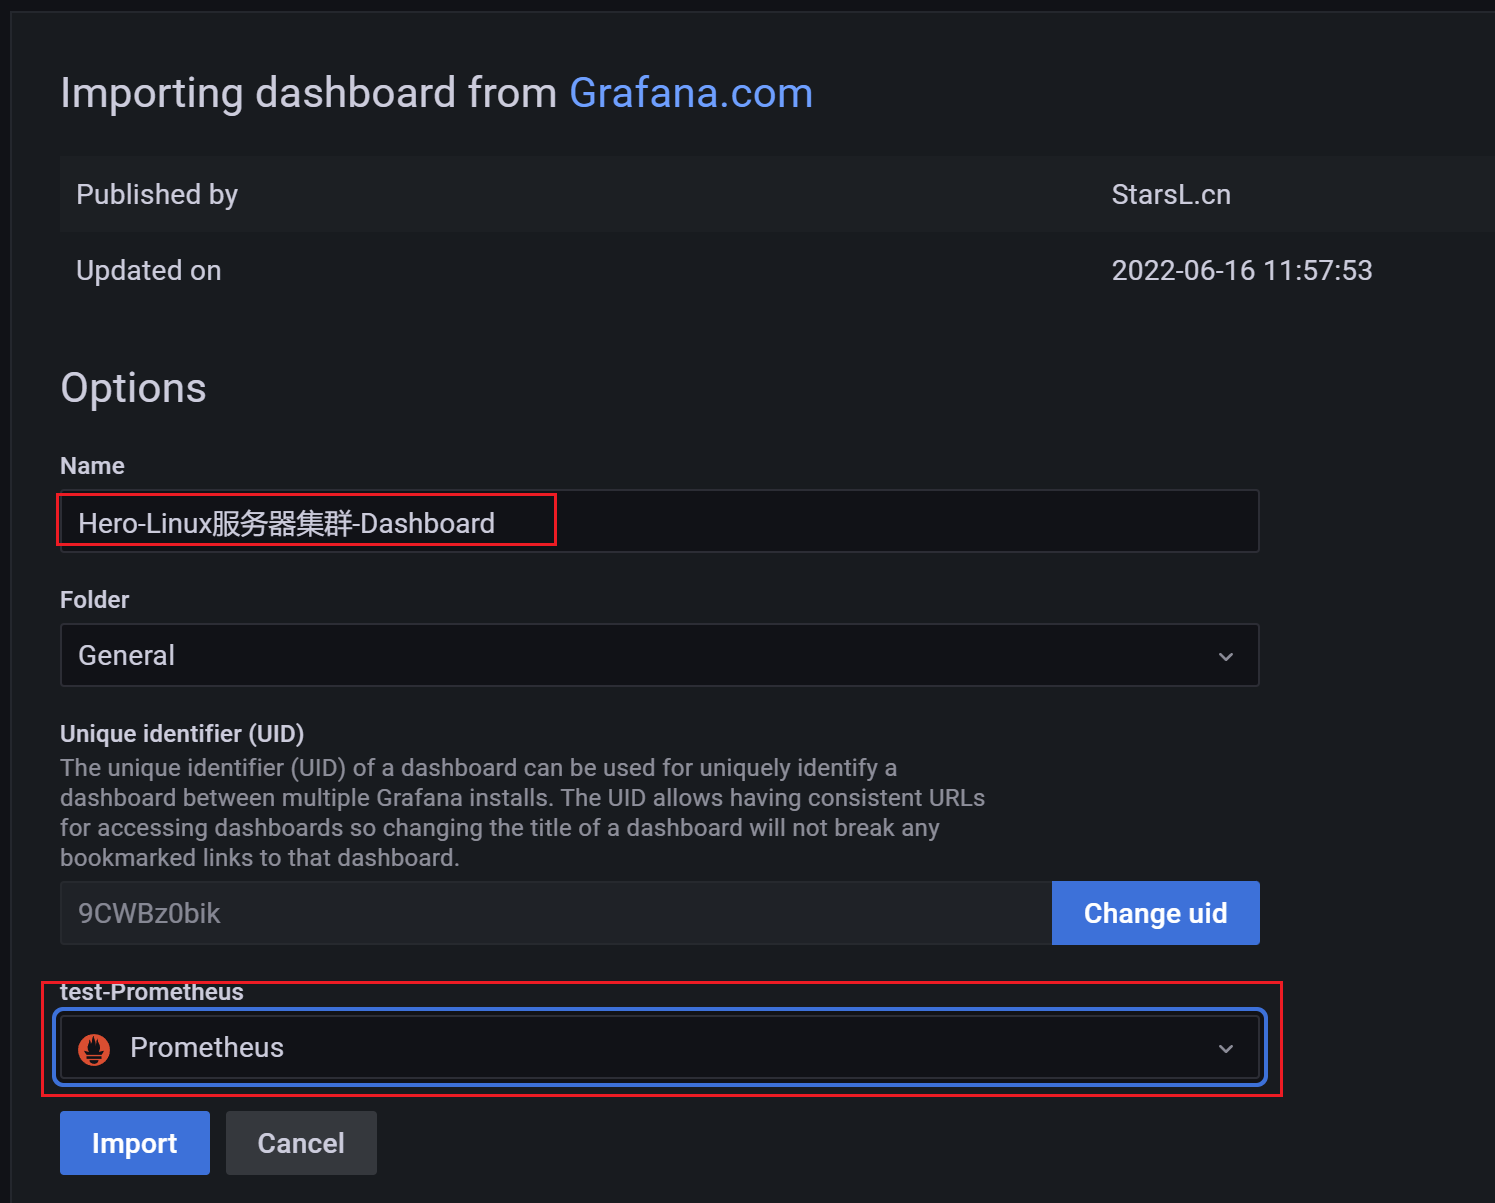 Importing dashboard from Grafana.com
Published by StarsL.cn
Updated on 2022-06-16 11:57:53
Options
Name
Hero-Linux服务器集群-Dashboard
Folder
General
Unique identifier (UID)
The unique identifier (UID) of a dashboard can be used for uniquely identify a
dashboard between multiple Grafana installs. The UID allows having consistent URLs
for accessing dashboards so changing the title of a dashboard will not break any
bookmarked links to that dashboard.
9CWBz0bik Change uid
test-Prometheus
Prometheus
Import Cancel